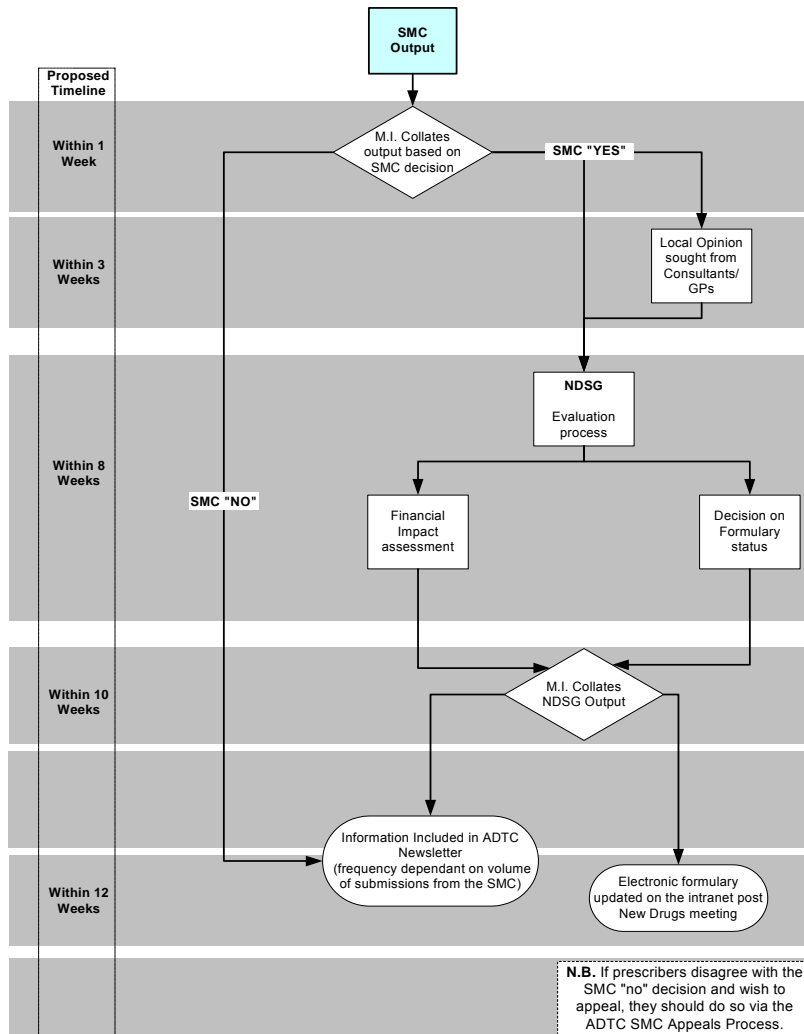 SMC
Output
Proposed
Timeline
Within 1
Week
M.I. Collates
output based on
SMC decision
SMC "YES"
Within 3
Weeks
Local Opinion
sought from
Consultants/
GPs
NDSG
Evaluation
process
Within 8
Weeks
SMC "NO"
Financial
Impact
assessment
Decision on
Formulary
status
Within 10
Weeks
M.I. Collates
NDSG Output
Information Included in ADTC
Newsletter
(frequency dependant on volume
of submissions from the SMC)
Within 12
Weeks
Electronic formulary
updated on the intranet post
New Drugs meeting
N.B. If prescribers disagree with the
SMC "no" decision and wish to
appeal, they should do so via the
ADTC SMC Appeals Process.